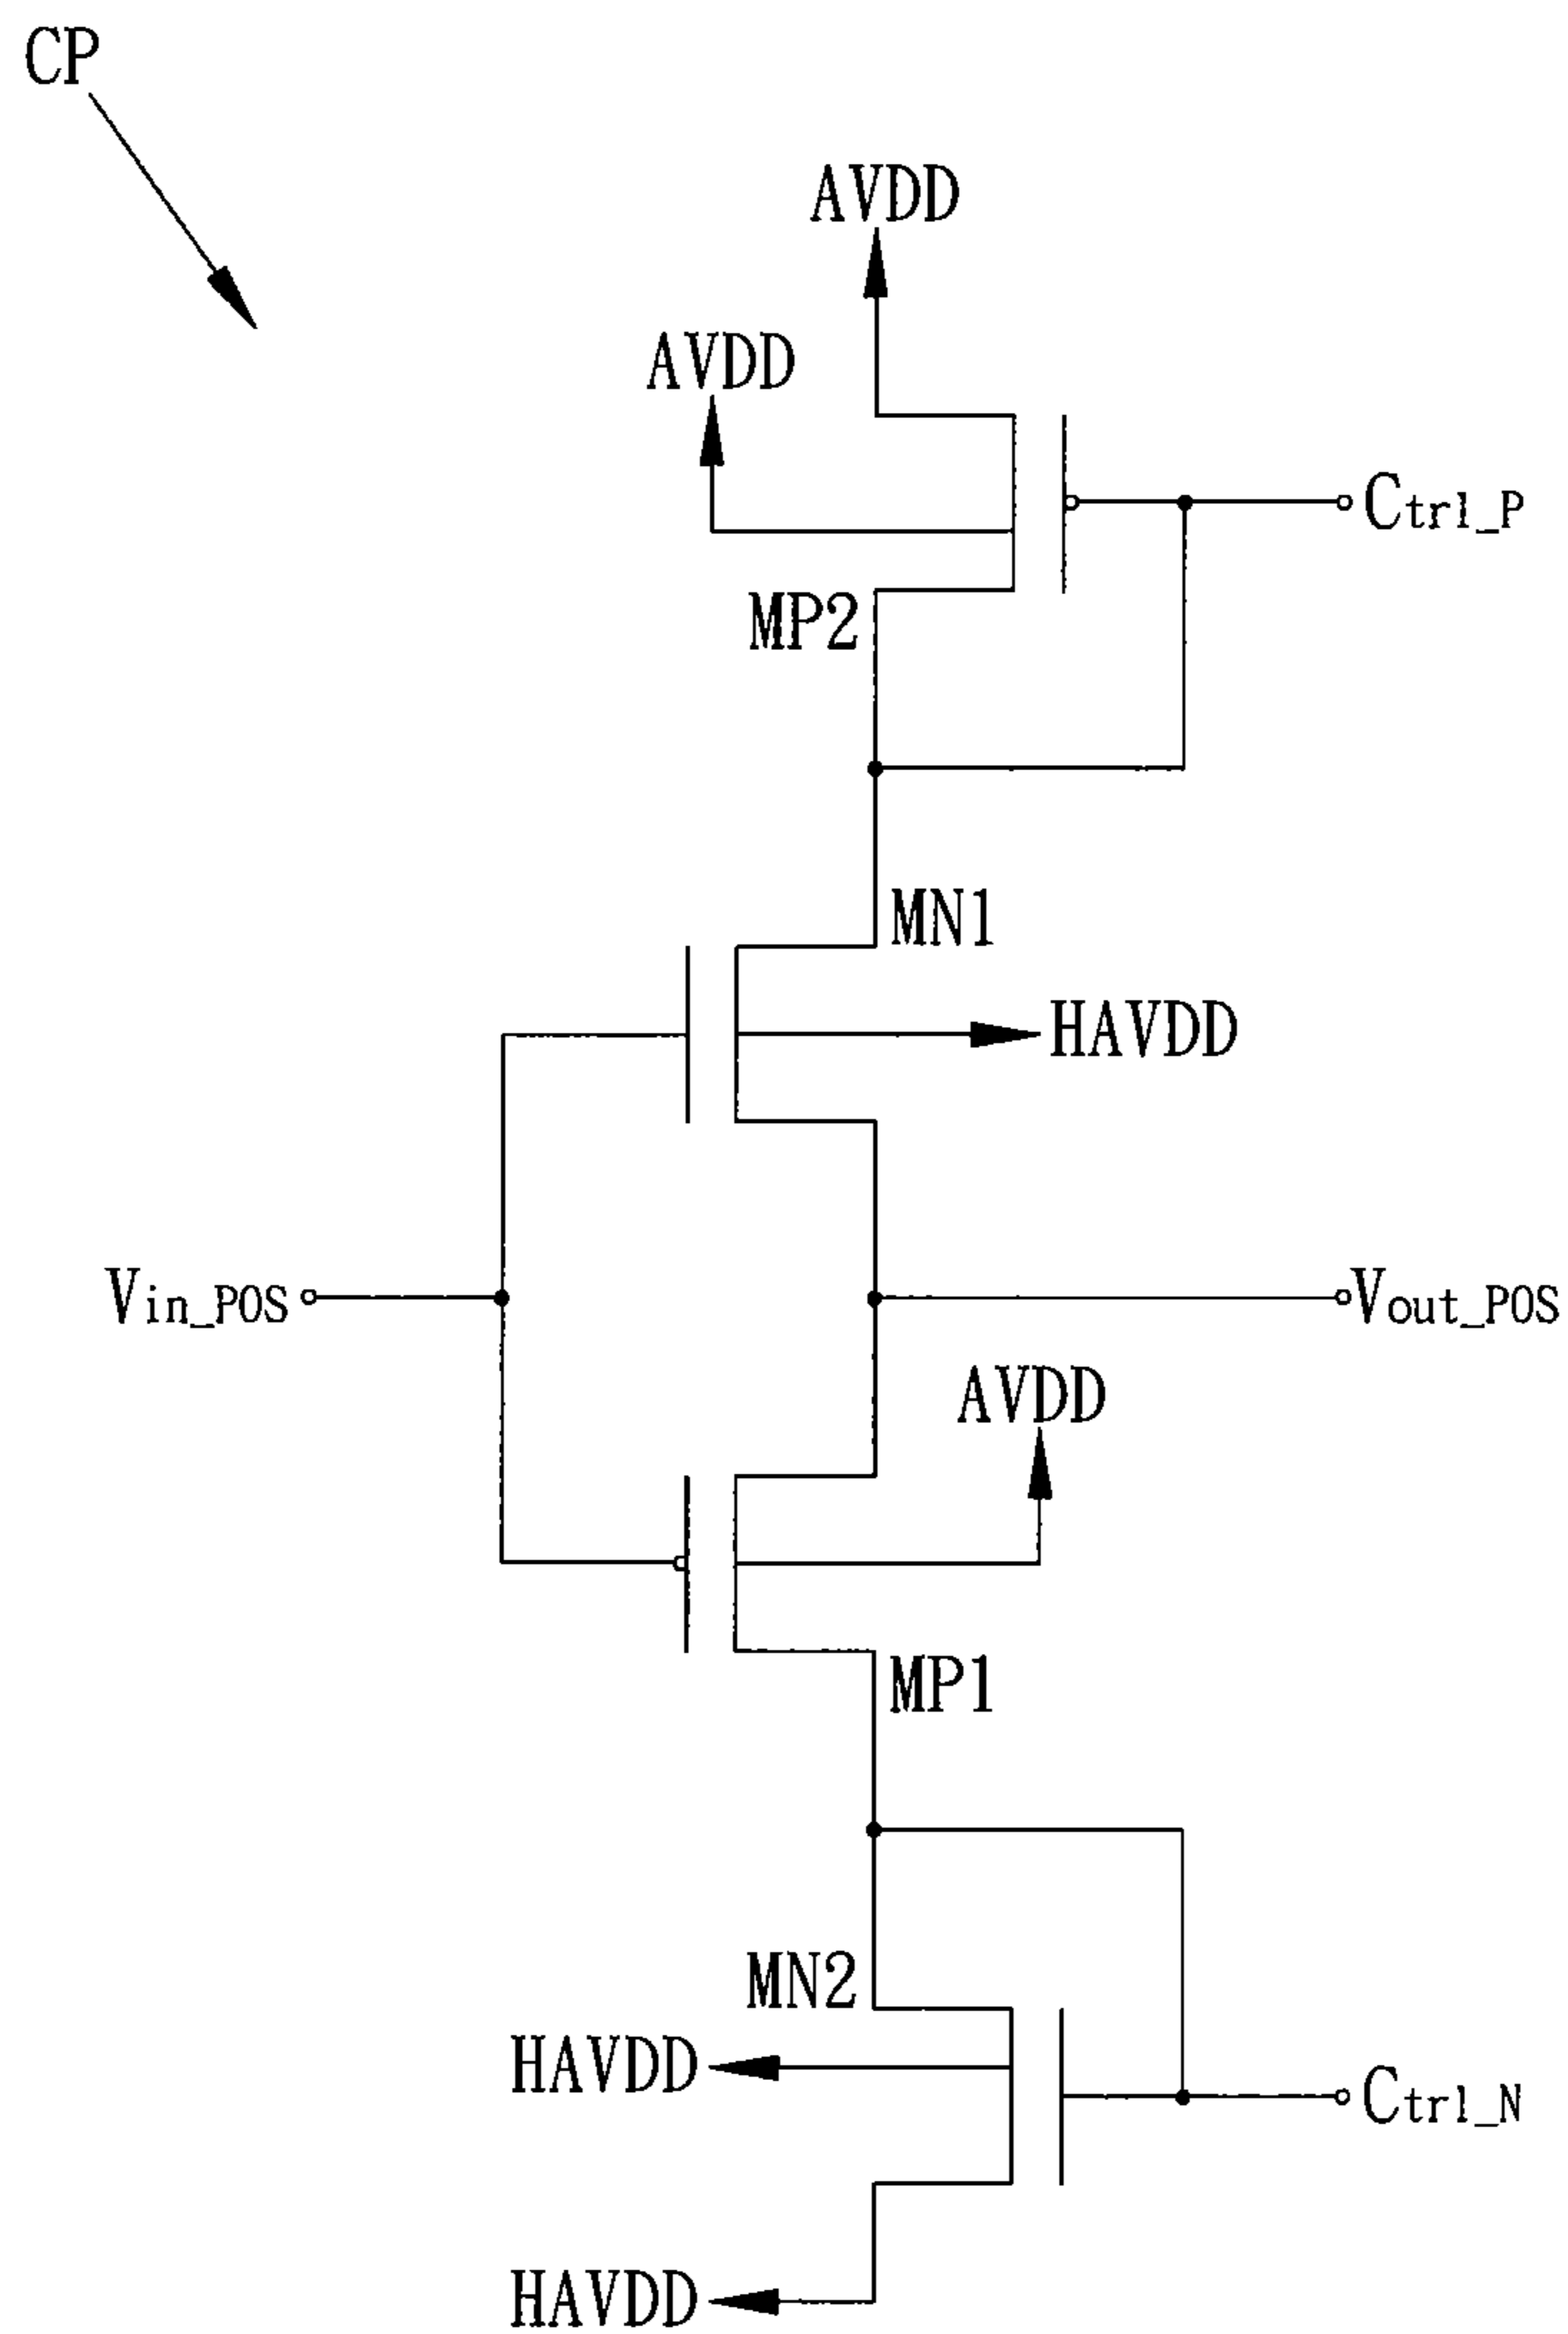 CP
AVDD
AVDD
Ctrl_P
MP2
MN1
HAVDD
Vin_POS
Vout_POS
AVDD
MP1
MN2
HAVDD
Ctrl_N
HAVDD